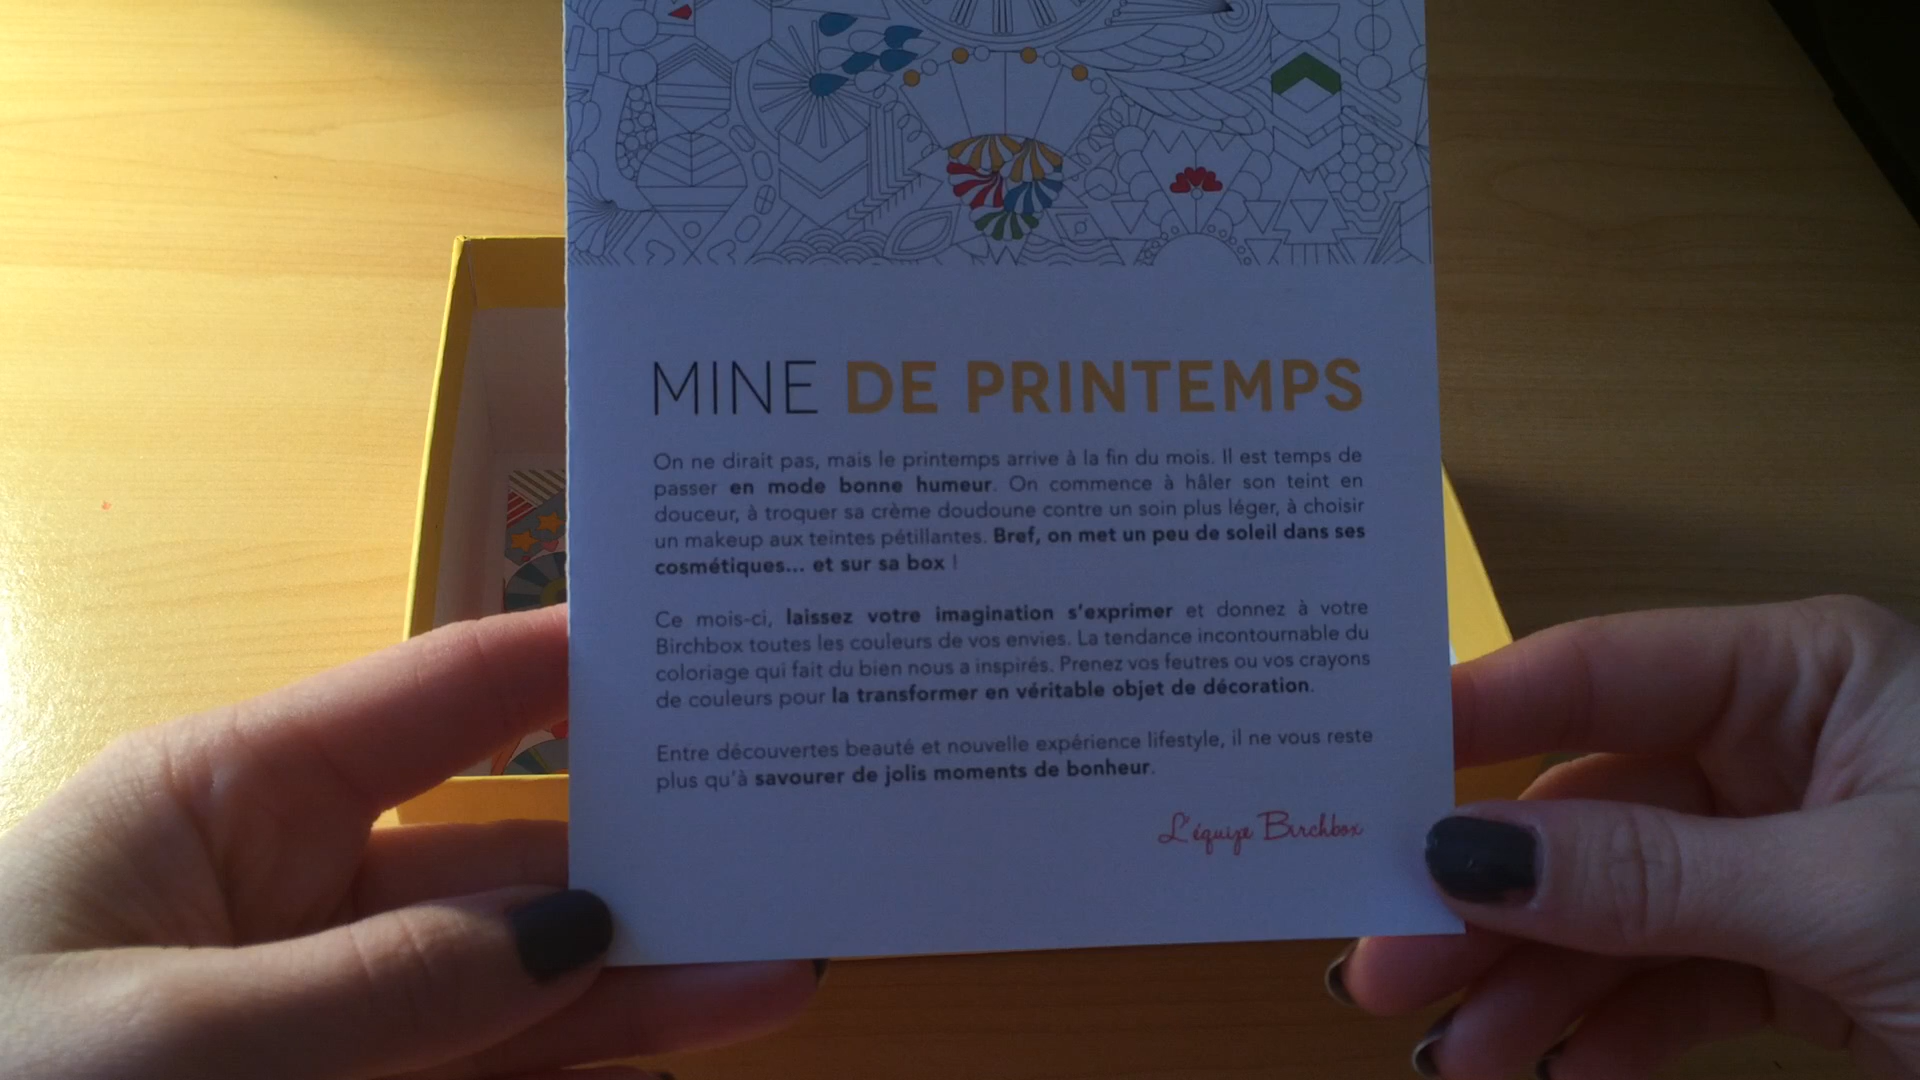 MINE DE PRINTEMPS
On ne dirait pas, mais le printemps arrive à la fin du mois. Il est temps de
passer en mode bonne humeur. On commence à hâler son teint en
douceur, à troquer sa crème doudoune contre un soin plus léger, à choisir
un makeup aux teintes pétillantes. Bref, on met un peu de soleil dans ses
cosmétiques... et sur sa box !
Ce mois-ci, laissez votre imagination s'exprimer et donnez à votre
Birchbox toutes les couleurs de vos envies. La tendance incontournable du
coloriage qui fait du bien nous a inspirés. Prenez vos feutres ou vos crayons
de couleurs pour la transformer en véritable objet de décoration.
Entre découvertes beauté et nouvelle expérience lifestyle, il ne vous reste
plus qu'à savourer de jolis moments de bonheur.
L'équipe Birchbox